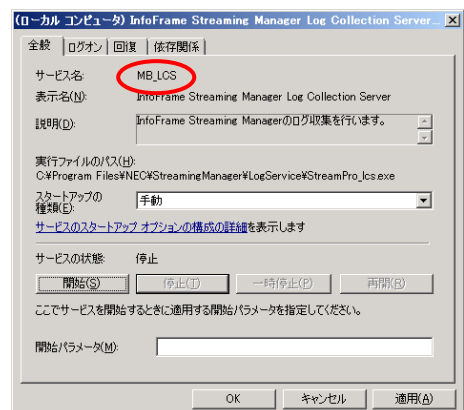 (ローカル コンピュータ) InfoFrame Streaming Manager Log Collection Server...
全般 ログオン 回復 依存関係
サービス名: MB_LCS
表示名(N): InfoFrame Streaming Manager Log Collection Server
説明(D): InfoFrame Streaming Managerのログ収集を行います。
実行ファイルのパス(H):
C:¥Program Files¥NEC¥StreamingManager¥LogService¥StreamPro_lcs.exe
スタートアップの
種類(E): 手動
サービスのスタートアップ オプションの構成の詳細を表示します
サービスの状態: 停止
開始(S) 停止(T) 一時停止(P) 再開(R)
ここでサービスを開始するときに適用する開始パラメータを指定してください。
開始パラメータ(M):
OK キャンセル 適用(A)